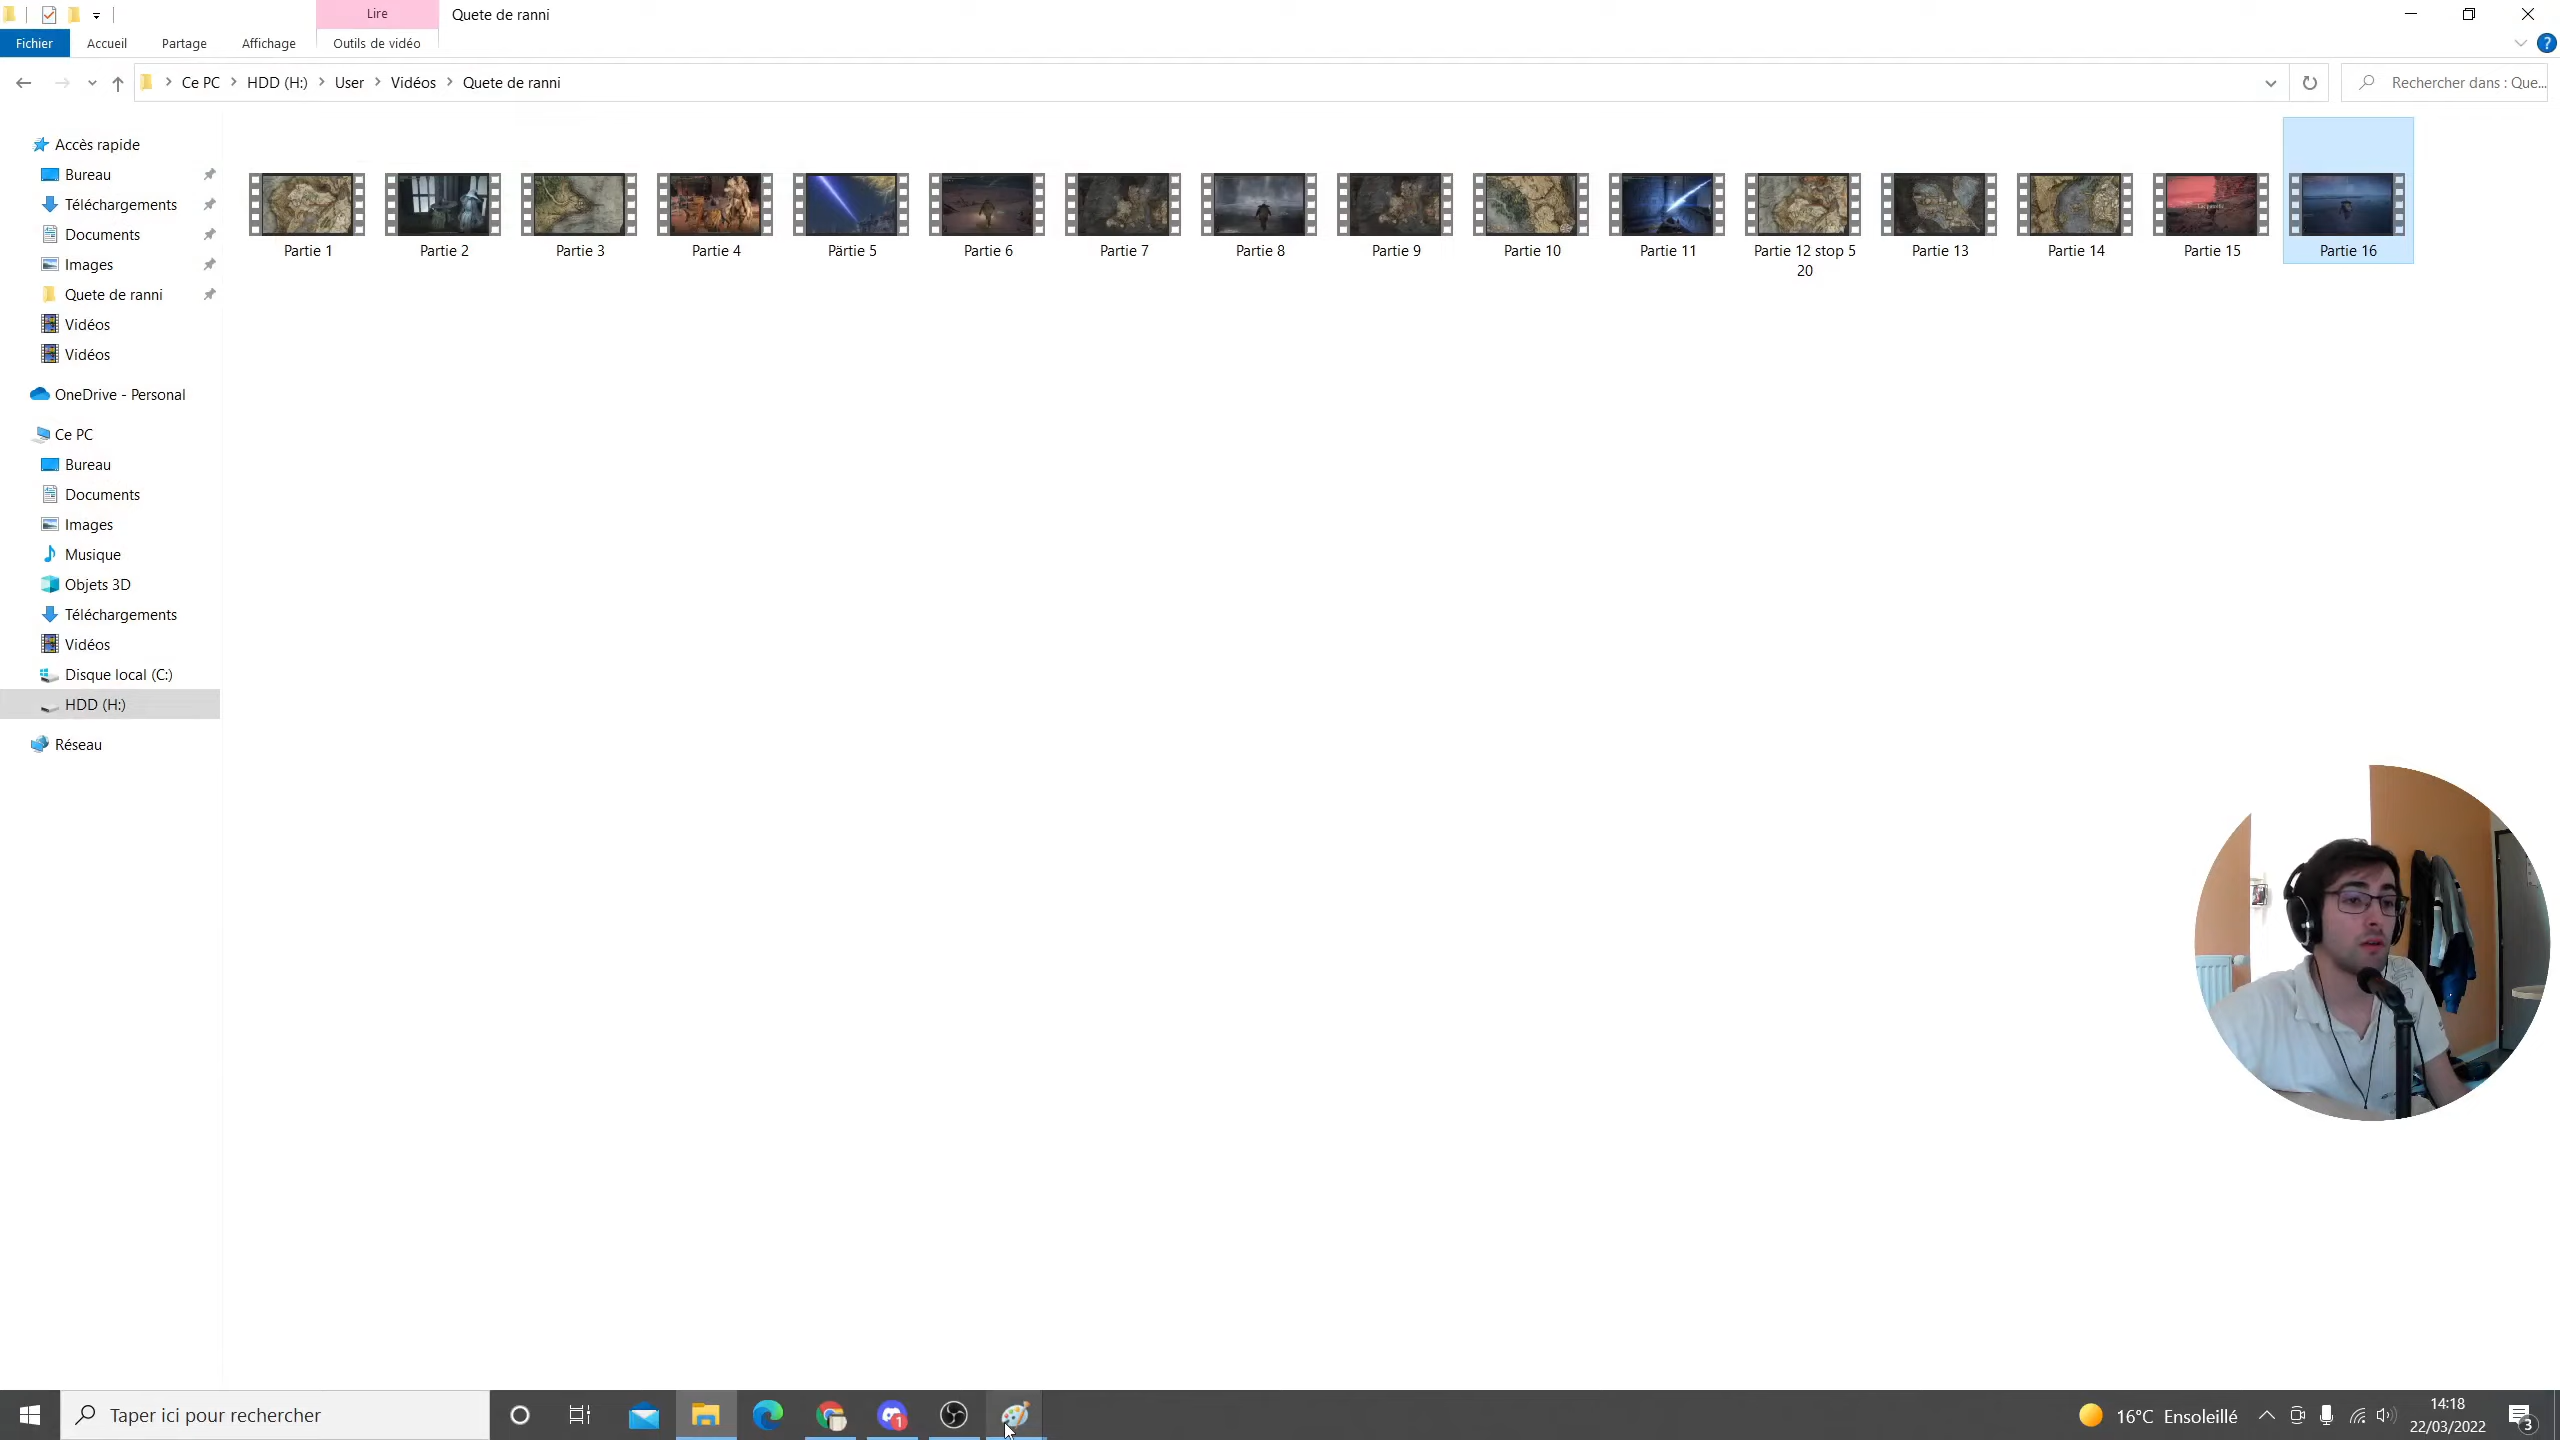 Lire
Quete de ranni
Fichier
Accueil
Partage
Affichage
Outils de vidéo
Ce PC
HDD (H:)
User
Vidéos
Quete de ranni
Rechercher dans : Que...
Accès rapide
Bureau
Téléchargements
Documents
Images
Quete de ranni
Vidéos
Vidéos
OneDrive - Personal
Ce PC
Bureau
Documents
Images
Musique
Objets 3D
Téléchargements
Vidéos
Disque local (C:)
HDD (H:)
Réseau
Partie 1
Partie 2
Partie 3
Partie 4
Pärtie 5
Partie 6
Partie 7
Partie 8
Partie 9
Partie 10
Partie 11
Partie 12 stop 5
20
Partie 13
Partie 14
Partie 15
Partie 16
Taper ici pour rechercher
1
16°C Ensoleillé
14:18
22/03/2022
3